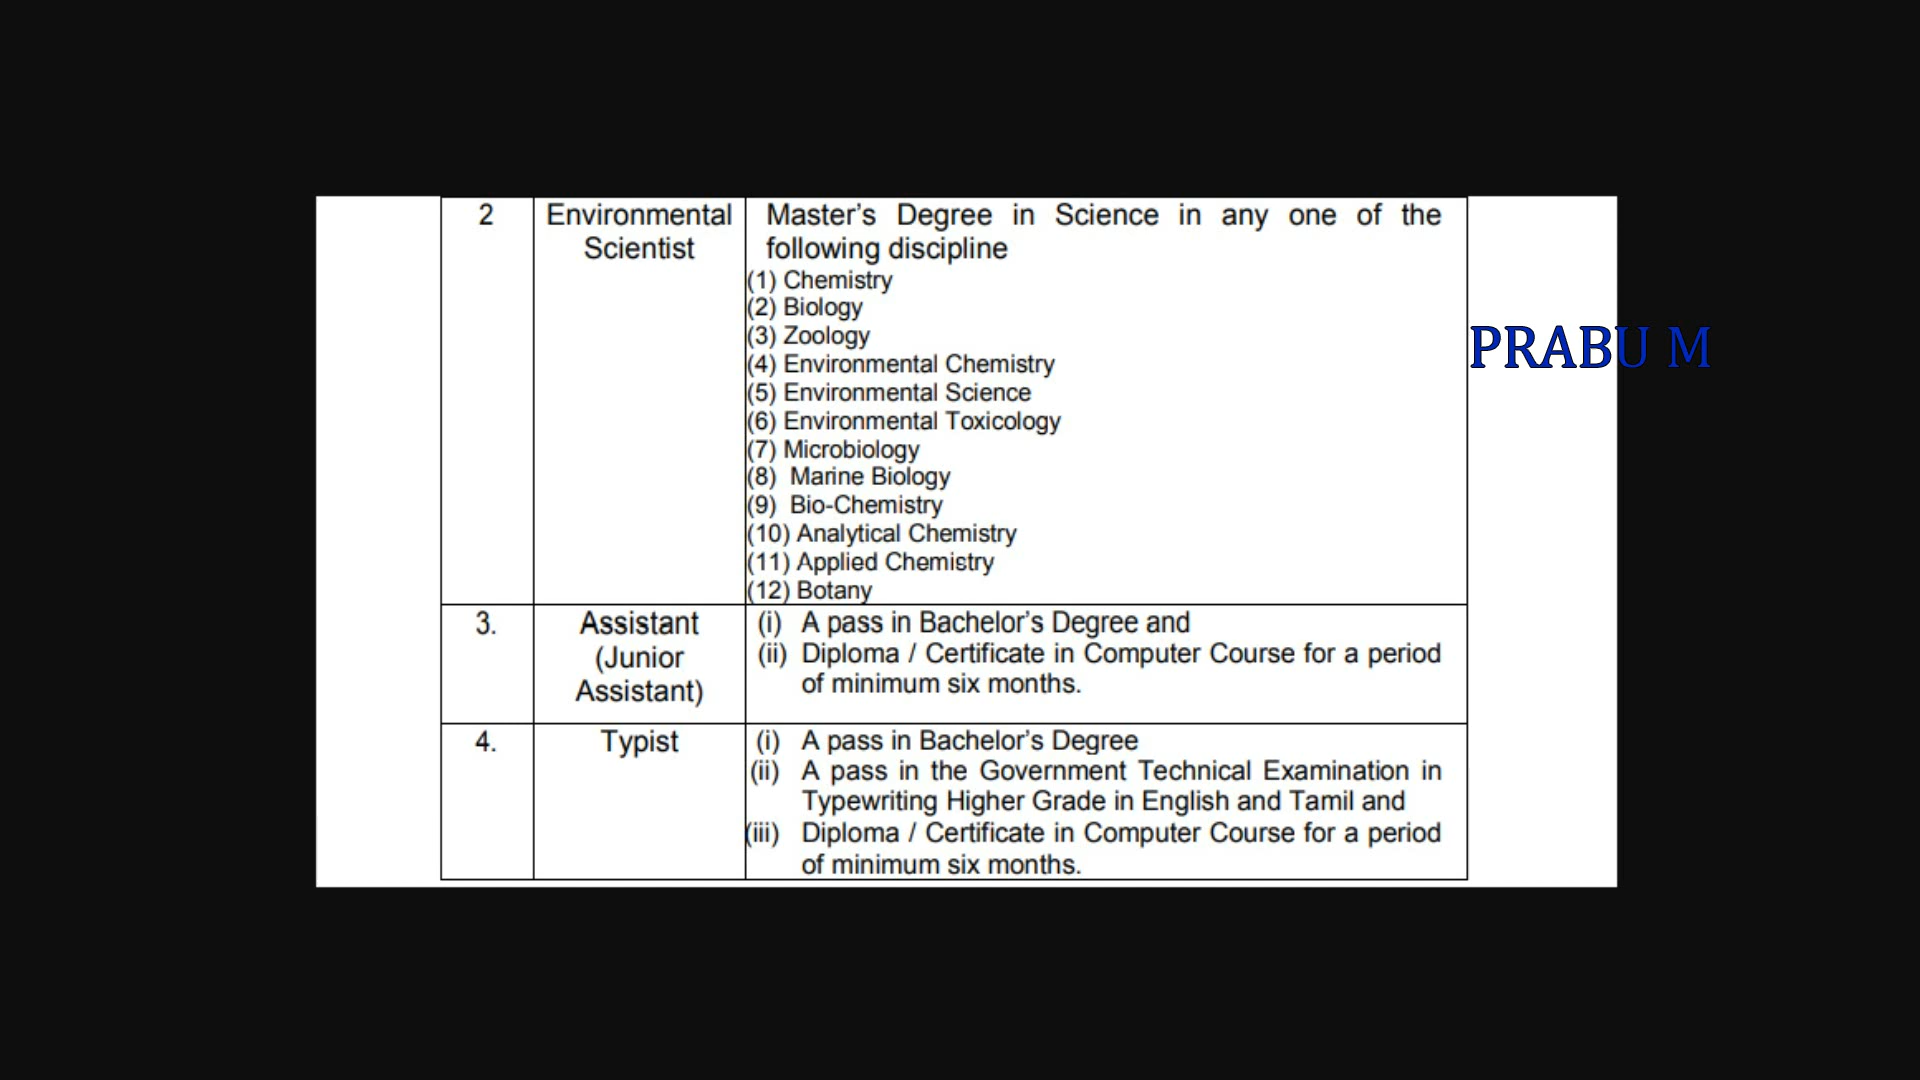 2 Environmental Scientist Master's Degree in Science in any one of the
following discipline
(1) Chemistry
(2) Biology
(3) Zoology
(4) Environmental Chemistry
(5) Environmental Science
(6) Environmental Toxicology
(7) Microbiology
(8) Marine Biology
(9) Bio-Chemistry
(10) Analytical Chemistry
(11) Applied Chemistry
(12) Botany
PRABU M
3. Assistant
(Junior
Assistant)
(i) A pass in Bachelor's Degree and
(ii) Diploma / Certificate in Computer Course for a period
of minimum six months.
4. Typist
(i) A pass in Bachelor's Degree
(ii) A pass in the Government Technical Examination in
Typewriting Higher Grade in English and Tamil and
(iii) Diploma / Certificate in Computer Course for a period
of minimum six months.